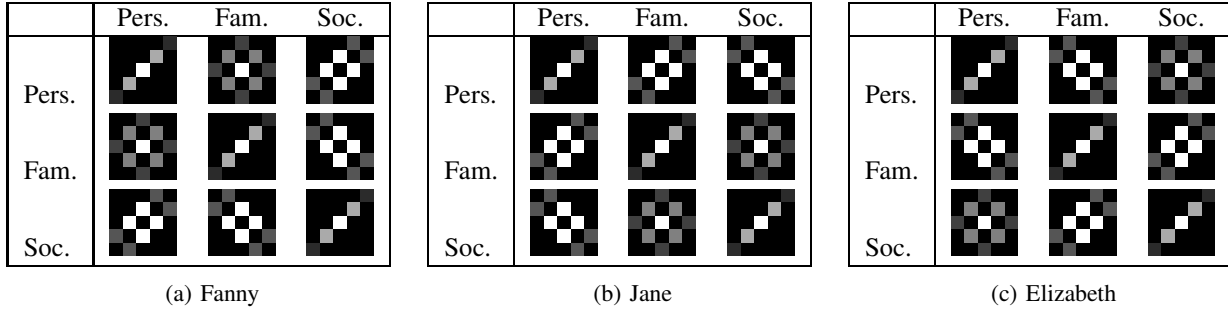 Pers. Fam. Soc.
Pers.
Fam.
Soc.
(a) Fanny
Pers. Fam. Soc.
Pers.
Fam.
Soc.
(b) Jane
Pers. Fam. Soc.
Pers.
Fam.
Soc.
(c) Elizabeth